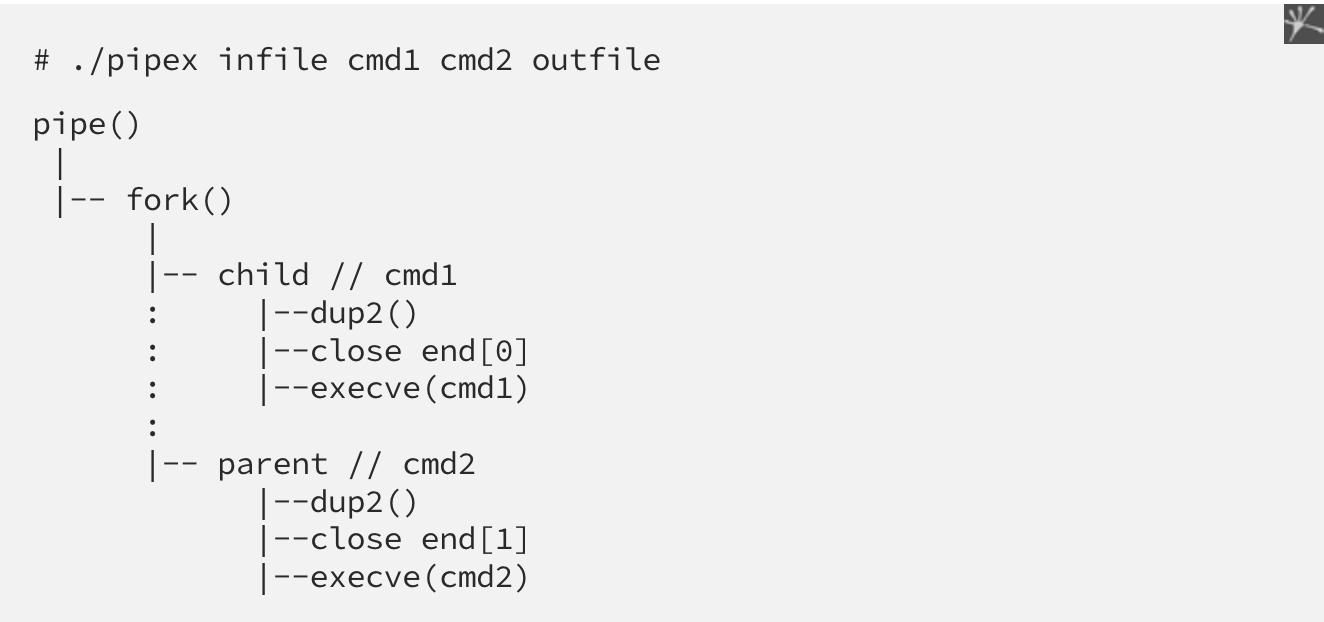 # ./pipex infile cmd1 cmd2 outfile
pipe()
 |
 |-- fork()
      |
      |-- child // cmd1
      :     |--dup2()
      :     |--close end[0]
      :     |--execve(cmd1)
      :
      |-- parent // cmd2
            |--dup2()
            |--close end[1]
            |--execve(cmd2)